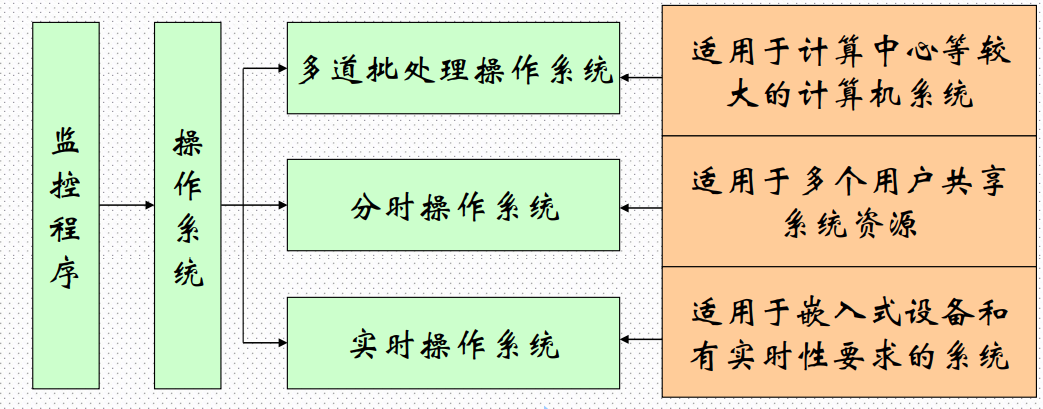 监控程序
操作系统
多道批处理操作系统
适用于计算中心等较
大的计算机系统
分时操作系统
适用于多个用户共享
系统资源
实时操作系统
适用于嵌入式设备和
有实时性要求的系统